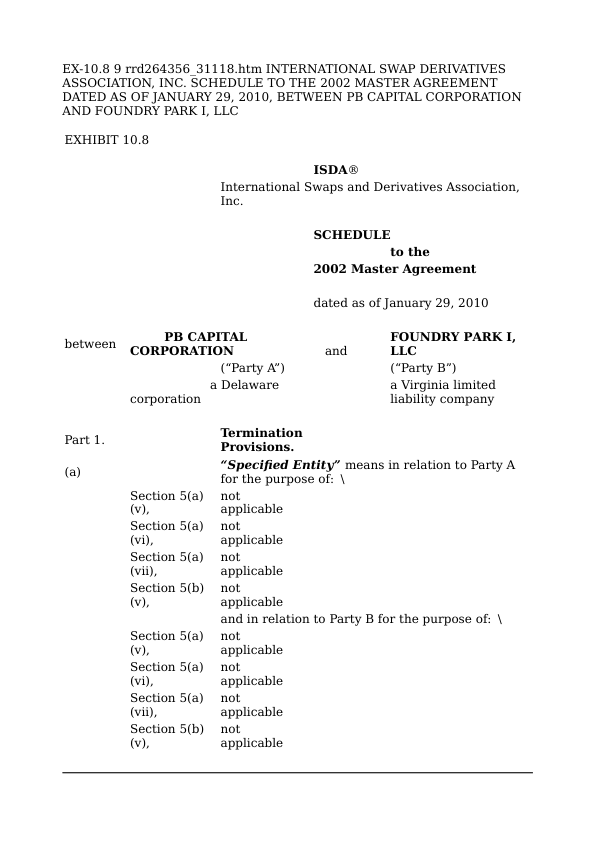 EX-10.8 9 rrd264356_31118.htm INTERNATIONAL SWAP DERIVATIVES
ASSOCIATION, INC. SCHEDULE TO THE 2002 MASTER AGREEMENT
DATED AS OF JANUARY 29, 2010, BETWEEN PB CAPITAL CORPORATION
AND FOUNDRY PARK I, LLC
EXHIBIT 10.8
ISDA®
International Swaps and Derivatives Association,
Inc.
SCHEDULE
to the
2002 Master Agreement
dated as of January 29, 2010
between PB CAPITAL CORPORATION and FOUNDRY PARK I, LLC
(“Party A”) (“Party B”)
a Delaware corporation a Virginia limited liability company
Part 1. Termination Provisions.
(a) “Specified Entity” means in relation to Party A
for the purpose of: \
Section 5(a)(v), not applicable
Section 5(a)(vi), not applicable
Section 5(a)(vii), not applicable
Section 5(b)(v), not applicable
and in relation to Party B for the purpose of: \
Section 5(a)(v), not applicable
Section 5(a)(vi), not applicable
Section 5(a)(vii), not applicable
Section 5(b)(v), not applicable